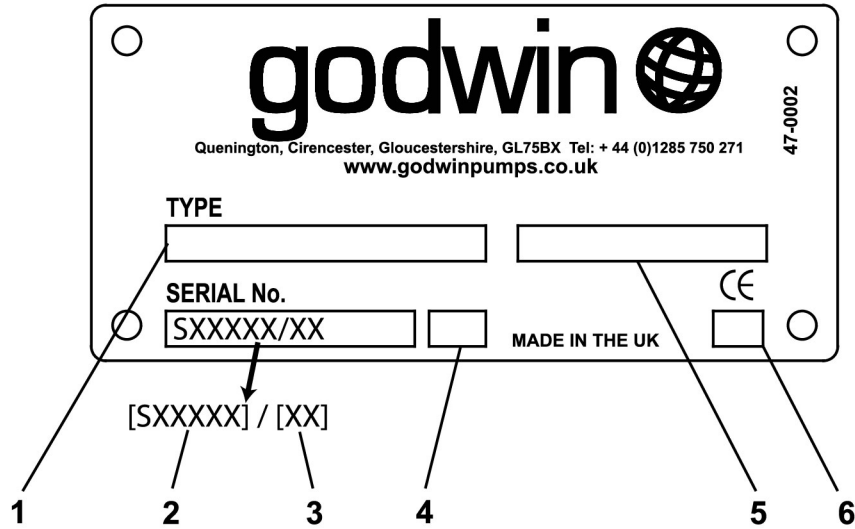 godwin
47-0002
Quenington, Cirencester, Gloucestershire, GL75BX Tel: + 44 (0)1285 750 271
www.godwinpumps.co.uk
TYPE
SERIAL No.
CE
SXXXXX/XX
MADE IN THE UK
[SXXXXX] / [XX]
1 2 3 4 5 6